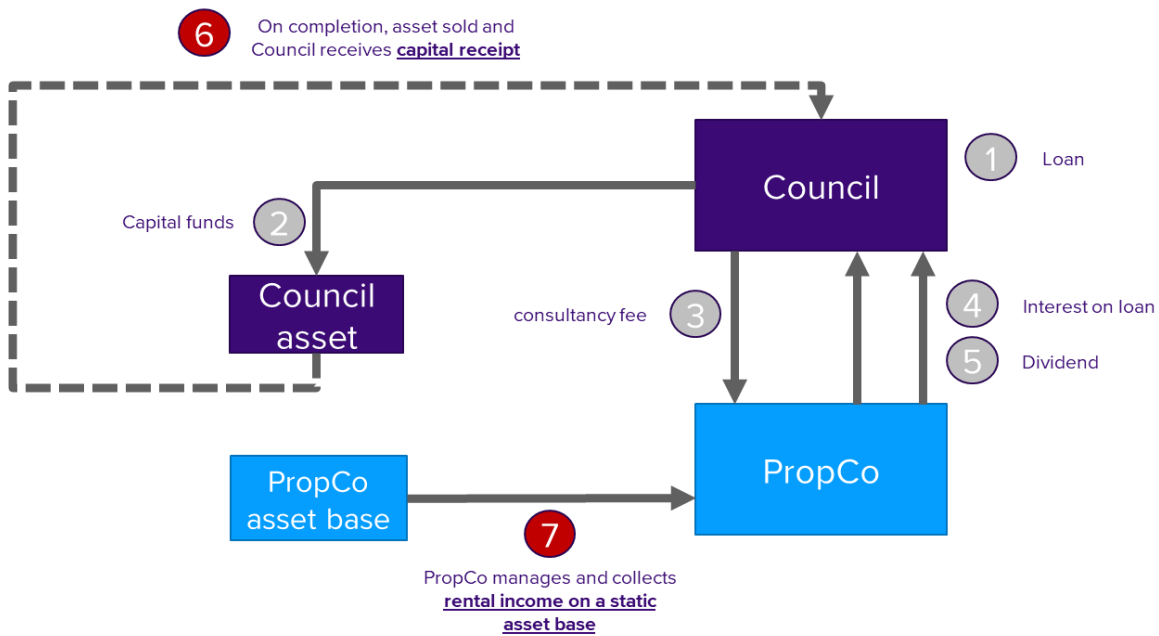 6
On completion, asset sold and
Council receives capital receipt
Council
1
Loan
Capital funds
2
Council
asset
consultancy fee
3
4
Interest on loan
5
Dividend
PropCo
asset base
PropCo
7
PropCo manages and collects
rental income on a static
asset base